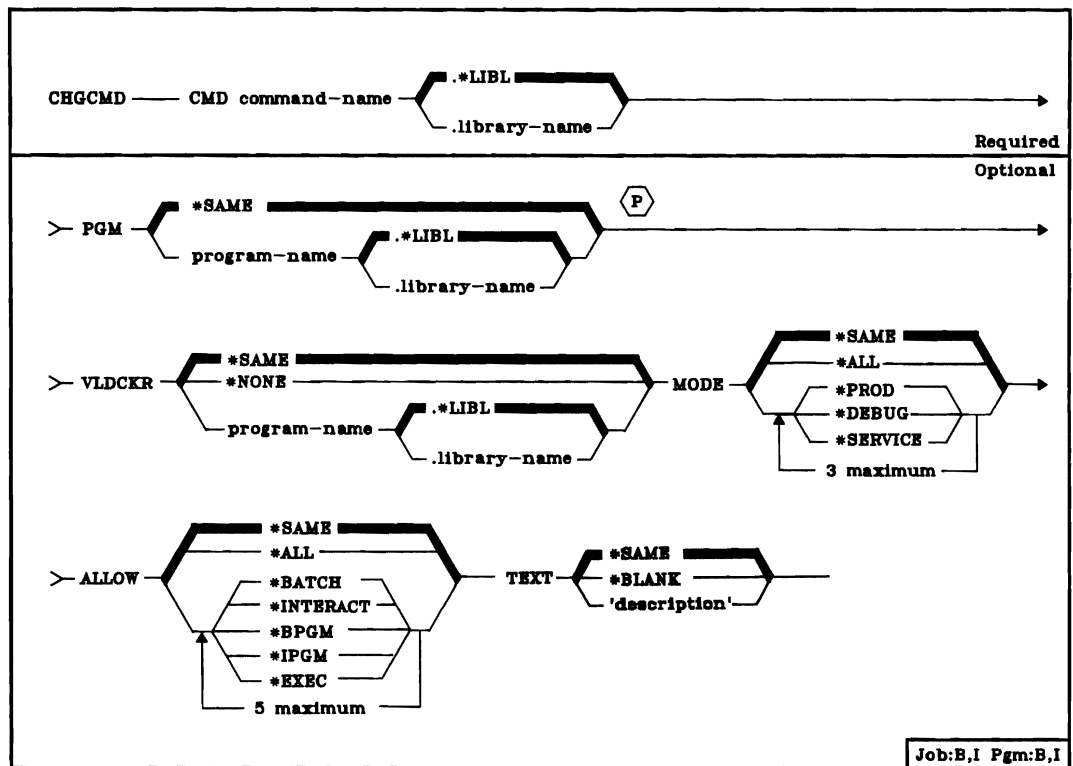 .*LIBL
CHGCMD CMD command-name
.library-name
Required
Optional
*SAME P
PGM .*LIBL
program-name
.library-name
*SAME *SAME
*ALL
VLDCKR *NONE MODE *PROD
.*LIBL *DEBUG
program-name *SERVICE
.library-name
3 maximum
*SAME *SAME
*ALL
ALLOW TEXT *BLANK
*BATCH 'description'
*INTERACT
*BPGM
*IPGM
*EXEC
5 maximum
Job:B,I Pgm:B,I